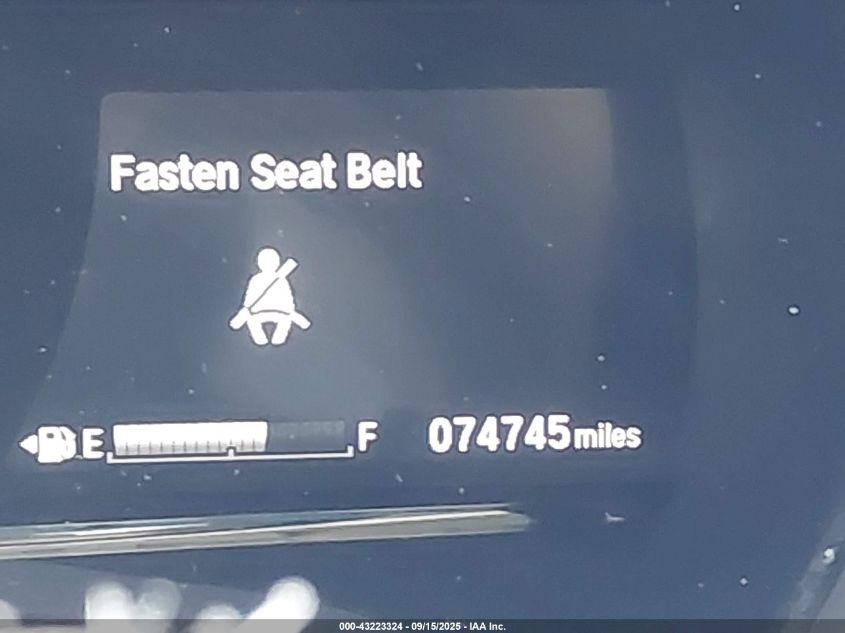 Fasten Seat Belt
E F 074745miles
000-43223324 - 09/15/2025 - IAA Inc.